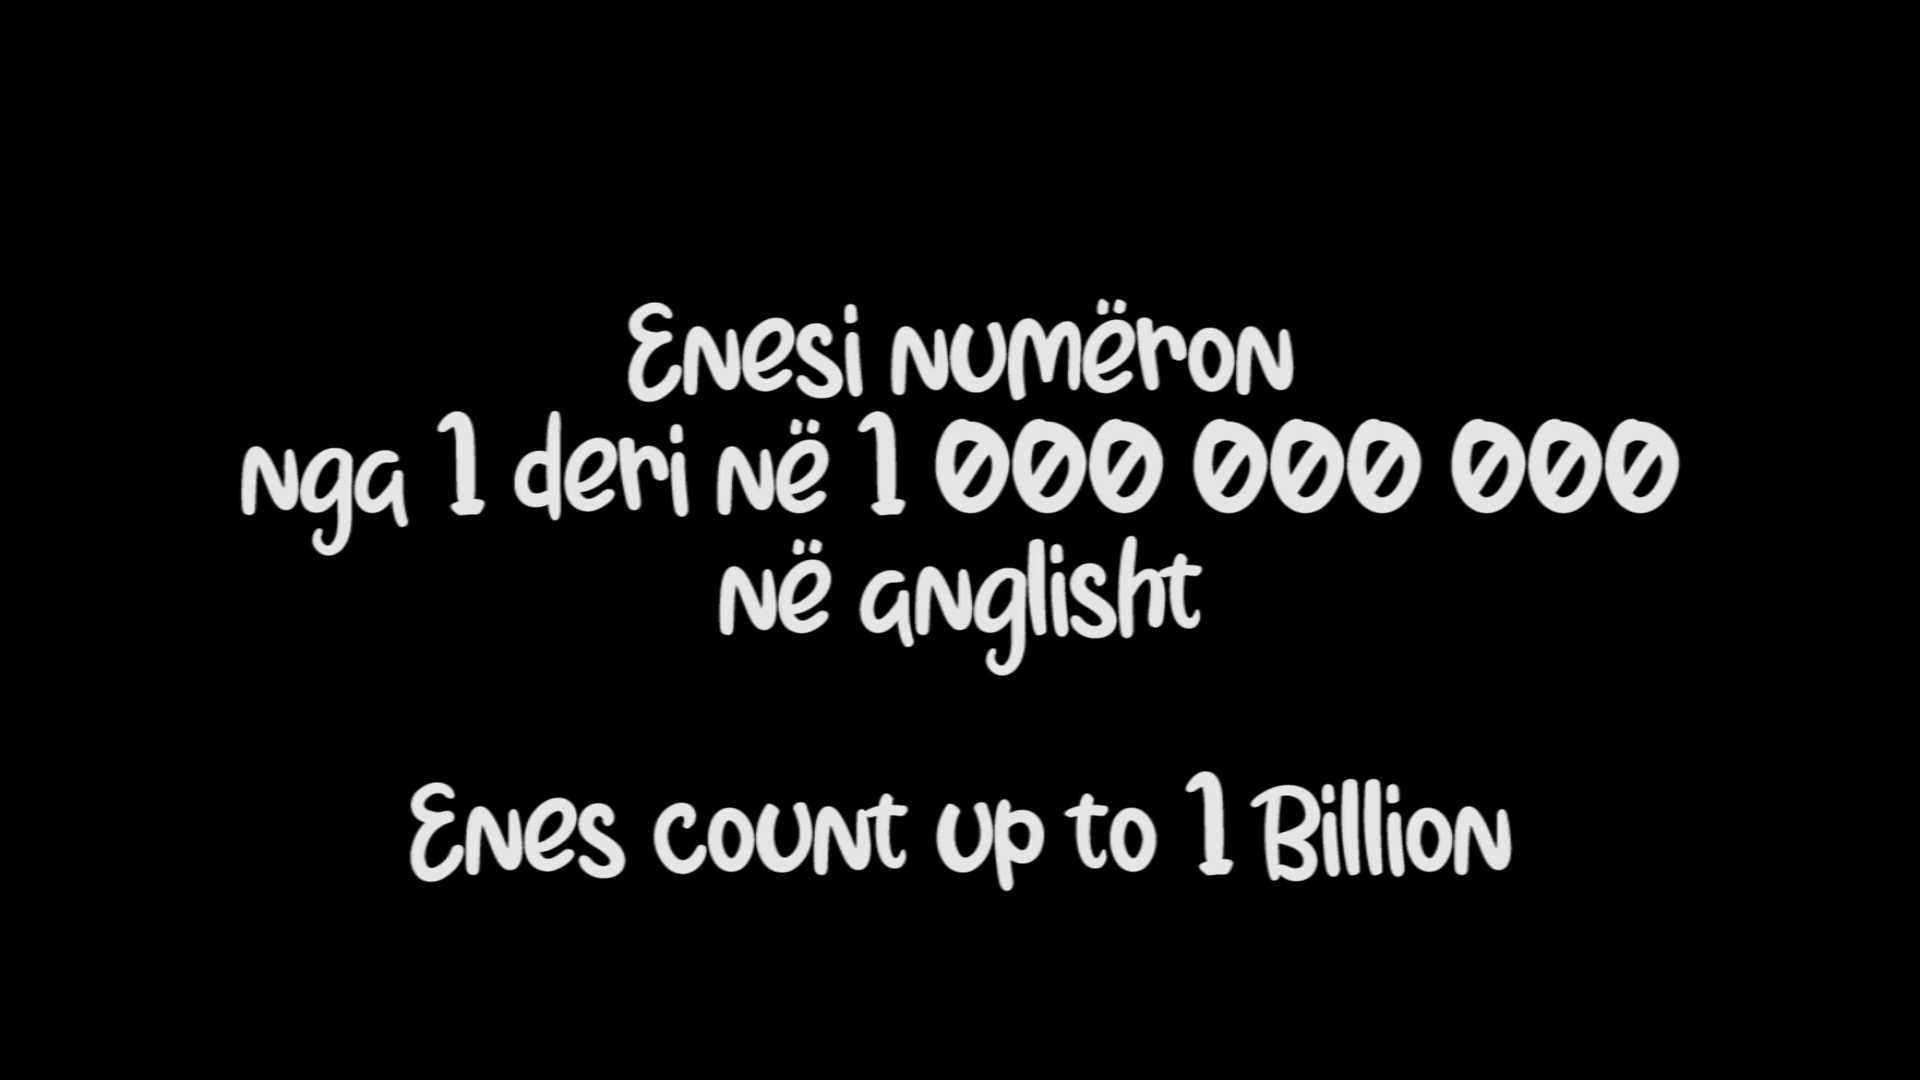 Enesi numëron
nga 1 deri në 1 000 000 000
në anglisht
Enes count up to 1 Billion